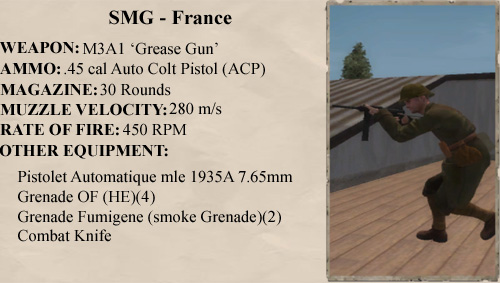 SMG - France
WEAPON: M3A1 ‘Grease Gun’
AMMO: .45 cal Auto Colt Pistol (ACP)
MAGAZINE: 30 Rounds
MUZZLE VELOCITY: 280 m/s
RATE OF FIRE: 450 RPM
OTHER EQUIPMENT:
Pistolet Automatique mle 1935A 7.65mm
Grenade OF (HE)(4)
Grenade Fumigene (smoke Grenade)(2)
Combat Knife